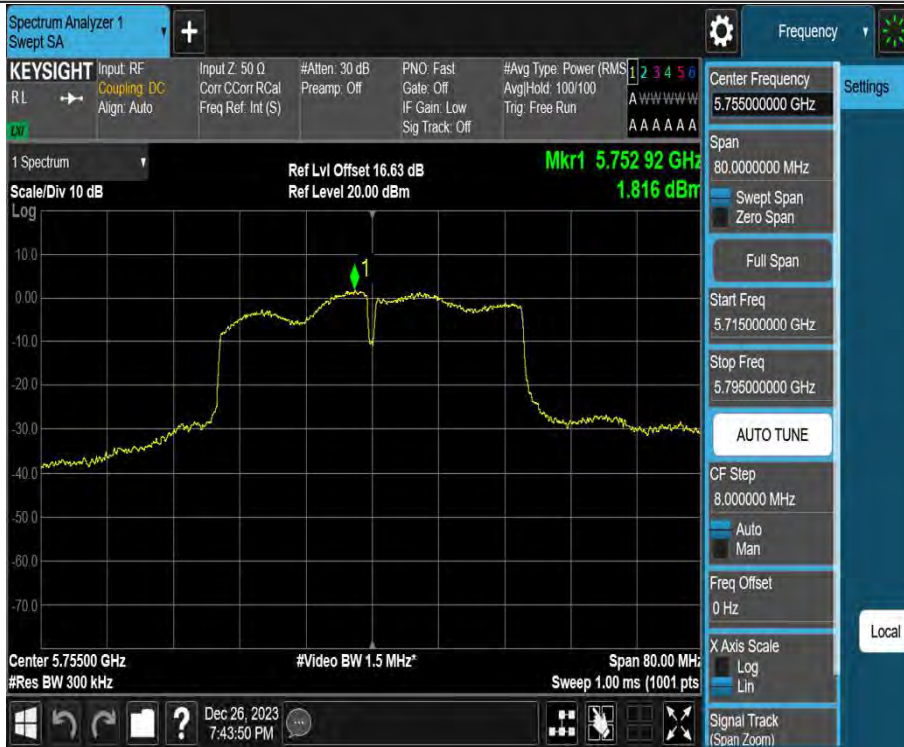 Spectrum Analyzer 1
Swept SA
+
Frequency
KEYSIGHT
RL
LXI
Input: RF
Coupling: DC
Align: Auto
Input Z: 50 Ω
Corr CCorr RCal
Freq Ref: Int (S)
#Atten: 30 dB
Preamp: Off
PNO: Fast
Gate: Off
IF Gain: Low
Sig Track: Off
#Avg Type: Power (RMS
Avg|Hold: 100/100
Trig: Free Run
1 2 3 4 5 6
A W W W W W
A A A A A A
1 Spectrum
Scale/Div 10 dB
Log
Ref Lvl Offset 16.63 dB
Ref Level 20.00 dBm
Mkr1 5.752 92 GHz
1.816 dBm
1
10.0
0.00
-10.0
-20.0
-30.0
-40.0
-50.0
-60.0
-70.0
Center 5.75500 GHz
#Res BW 300 kHz
#Video BW 1.5 MHz*
Span 80.00 MHz
Sweep 1.00 ms (1001 pts
Dec 26, 2023
7:43:50 PM
?
Center Frequency
5.755000000 GHz
Settings
Span
80.0000000 MHz
Swept Span
Zero Span
Full Span
Start Freq
5.715000000 GHz
Stop Freq
5.795000000 GHz
AUTO TUNE
CF Step
8.000000 MHz
Auto
Man
Freq Offset
0 Hz
X Axis Scale
Log
Lin
Local
Signal Track
(Span Zoom)